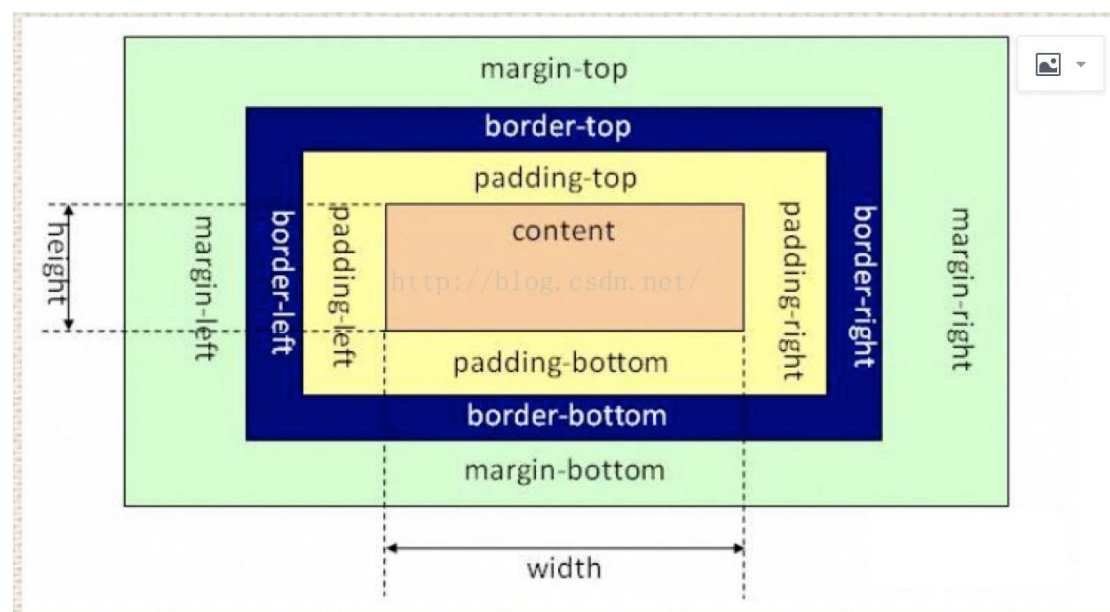 margin-top
border-top
padding-top
content
http://blog.csdn.net/
height
margin-left
border-left
padding-left
padding-right
border-right
margin-right
padding-bottom
border-bottom
margin-bottom
width